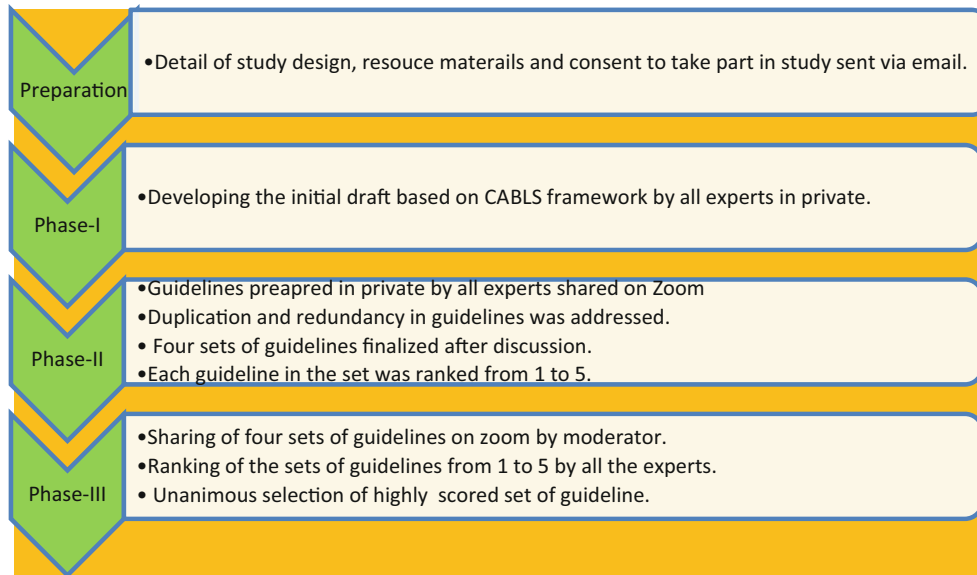 Preparation
•Detail of study design, resouce materails and consent to take part in study sent via email.
Phase-I
•Developing the initial draft based on CABLS framework by all experts in private.
Phase-II
•Guidelines preapred in private by all experts shared on Zoom
•Duplication and redundancy in guidelines was addressed.
• Four sets of guidelines finalized after discussion.
•Each guideline in the set was ranked from 1 to 5.
Phase-III
•Sharing of four sets of guidelines on zoom by moderator.
•Ranking of the sets of guidelines from 1 to 5 by all the experts.
• Unanimous selection of highly scored set of guideline.